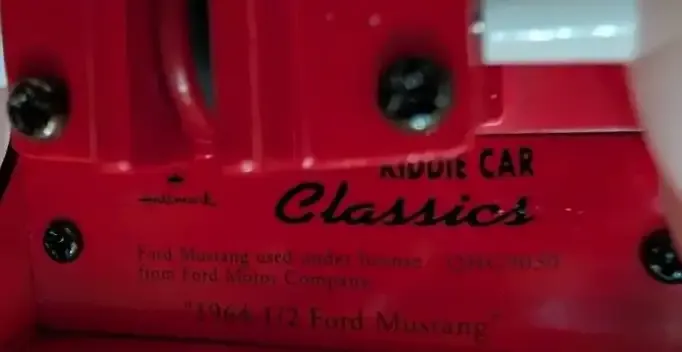 KIDDIE CAR
Hallmark
Classics
Ford Mustang used under license
from Ford Motor Company
"1964 1/2 Ford Mustang"